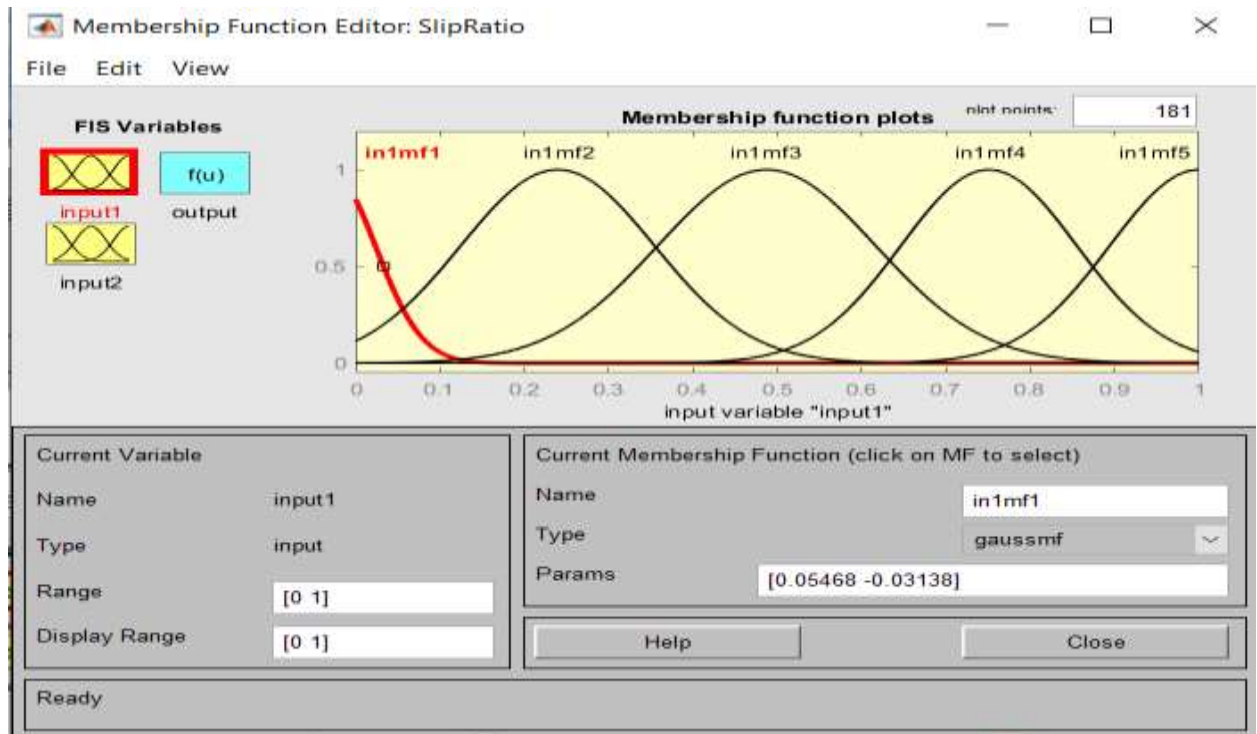 Membership Function Editor: SlipRatio
File Edit View
FIS Variables
input1
f(u)
output
input2
Membership function plots
plot points:
181
in1mf1 in1mf2 in1mf3 in1mf4 in1mf5
1
0.5
0
0 0.1 0.2 0.3 0.4 0.5 0.6 0.7 0.8 0.9 1
input variable "input1"
Current Variable
Name input1
Type input
Range [0 1]
Display Range [0 1]
Current Membership Function (click on MF to select)
Name in1mf1
Type gaussmf
Params [0.05468 -0.03138]
Help Close
Ready